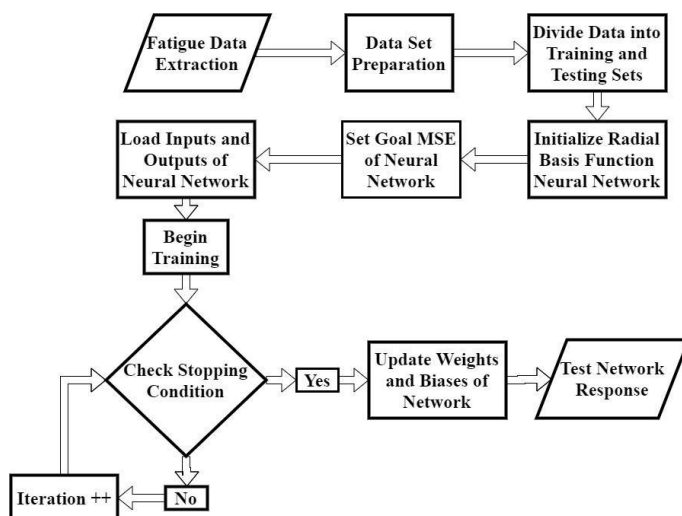 Fatigue Data
Extraction
Data Set
Preparation
Divide Data into
Training and
Testing Sets
Initialize Radial
Basis Function
Neural Network
Set Goal MSE
of Neural
Network
Load Inputs and
Outputs of
Neural Network
Begin
Training
Check Stopping
Condition
Yes
Update Weights
and Biases of
Network
Test Network
Response
No
Iteration ++